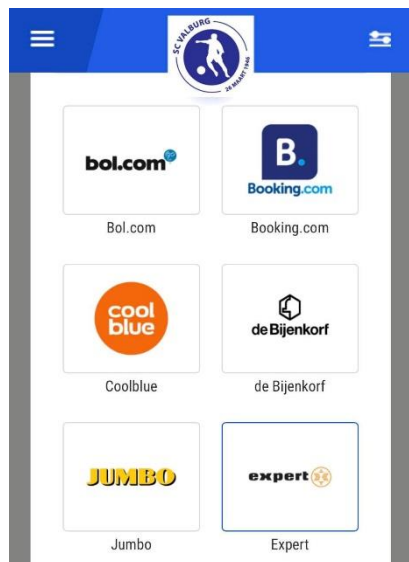 SC VALBURG
26 MAART 1946
bol.com
B.
Booking.com
Bol.com
Booking.com
cool
blue
de Bijenkorf
Coolblue
de Bijenkorf
JUMBO
expert
Jumbo
Expert